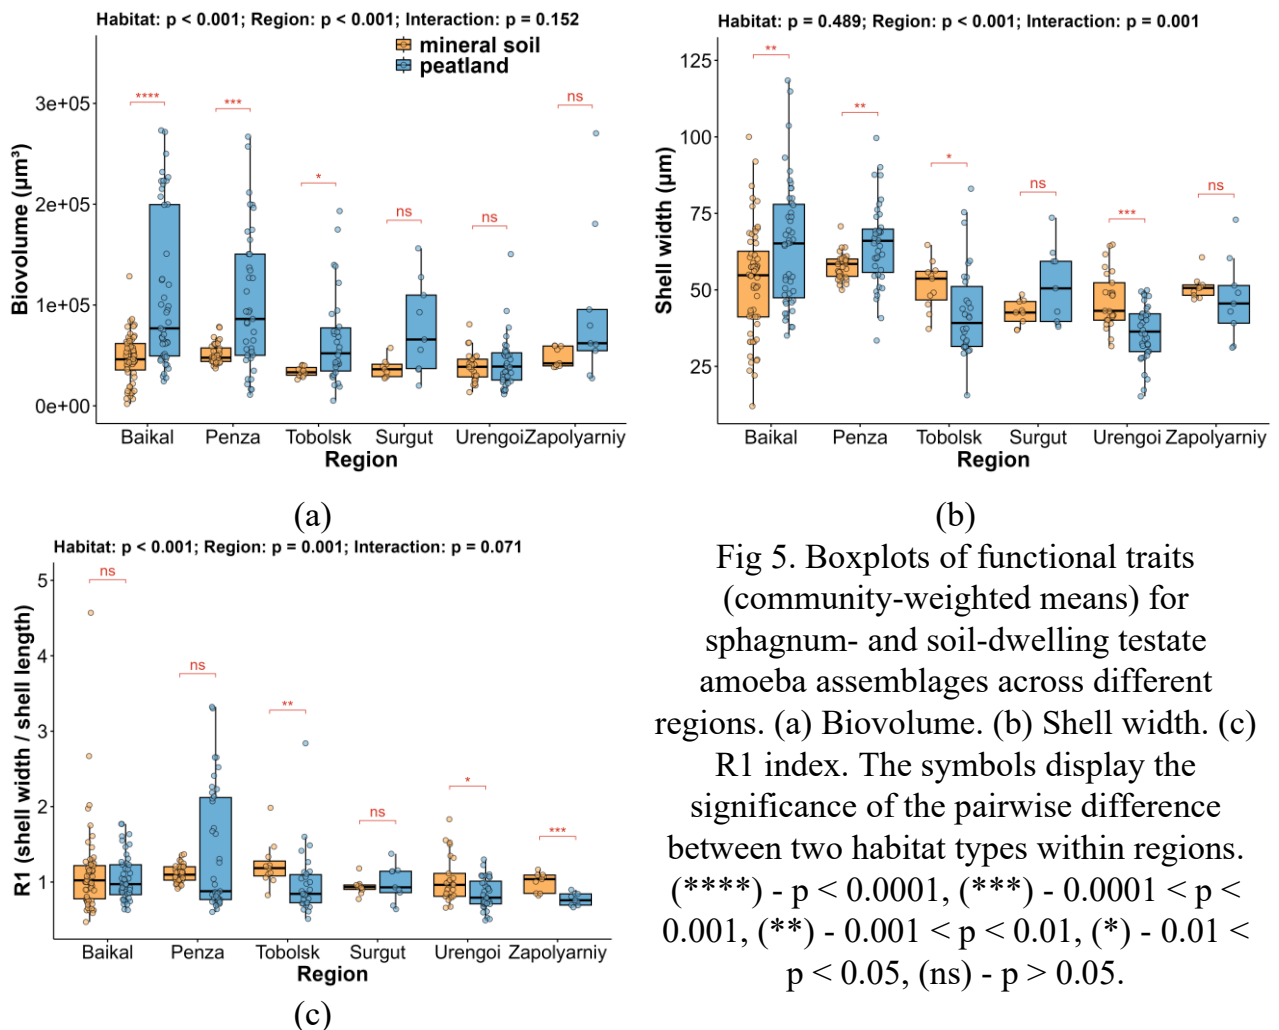 Habitat: p < 0.001; Region: p < 0.001; Interaction: p = 0.152
mineral soil
peatland
Biovolume (µm³)
3e+05
2e+05
1e+05
0e+00
****
***
*
ns
ns
ns
Baikal Penza Tobolsk Surgut Urengoi Zapolyarniy
Region
(a)
Habitat: p = 0.489; Region: p < 0.001; Interaction: p = 0.001
Shell width (µm)
125
100
75
50
25
**
**
*
ns
***
ns
Baikal Penza Tobolsk Surgut Urengoi Zapolyarniy
Region
(b)
Habitat: p < 0.001; Region: p = 0.001; Interaction: p = 0.071
R1 (shell width / shell length)
5
4
3
2
1
ns
ns
**
ns
*
***
Baikal Penza Tobolsk Surgut Urengoi Zapolyarniy
Region
(c)
Fig 5. Boxplots of functional traits
(community-weighted means) for
sphagnum- and soil-dwelling testate
amoeba assemblages across different
regions. (a) Biovolume. (b) Shell width. (c)
R1 index. The symbols display the
significance of the pairwise difference
between two habitat types within regions.
(****) - p < 0.0001, (***) - 0.0001 < p <
0.001, (**) - 0.001 < p < 0.01, (*) - 0.01 <
p < 0.05, (ns) - p > 0.05.